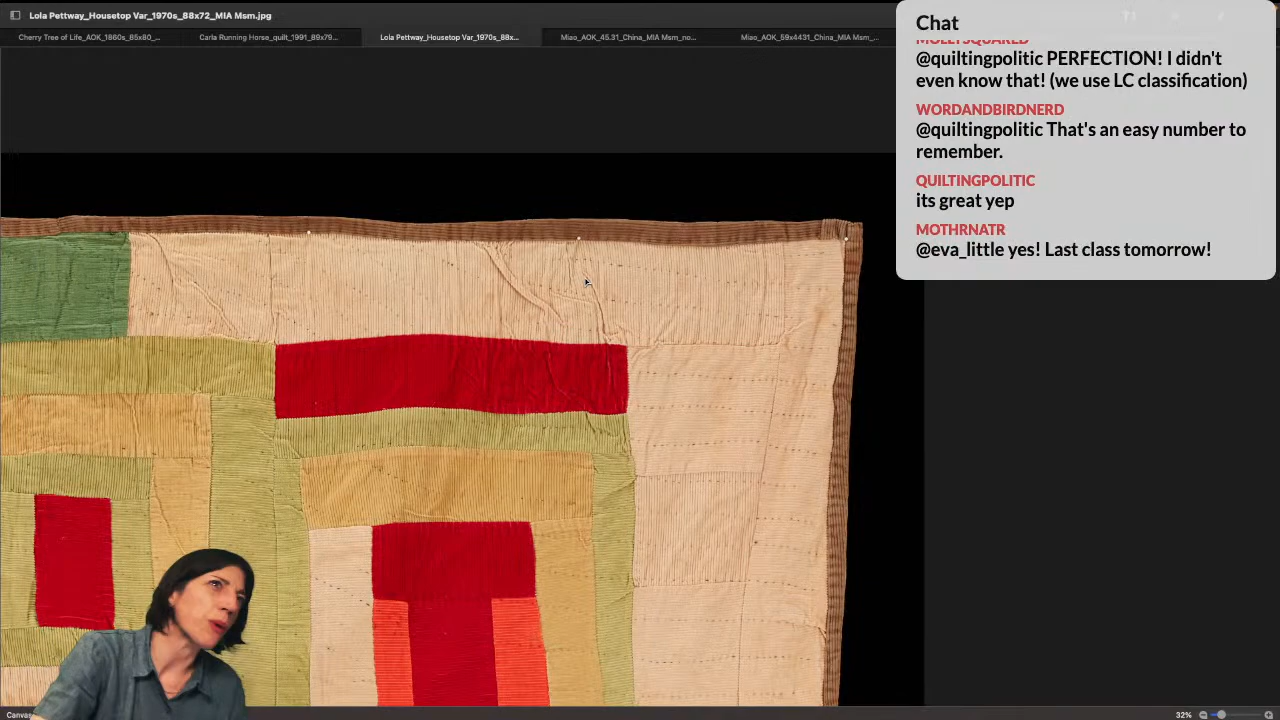 Lola Pettway_Housetop Var_1970s_88x72_MIA Msm.jpg
Cherry Tree of Life_AOK_1860s_85x80_...
Carla Running Horse_quilt_1991_89x79...
Lola Pettway_Housetop Var_1970s_88x...
Miao_AOK_45.31_China_MIA Msm_no...
Miao_AOK_59x4431_China_MIA Msm_...
Chat
MOLLYSQUARED
@quiltingpolitic PERFECTION! I didn't
even know that! (we use LC classification)
WORDANDBIRDNERD
@quiltingpolitic That's an easy number to
remember.
QUILTINGPOLITIC
its great yep
MOTHRNATR
@eva_little yes! Last class tomorrow!
Canvas
32%